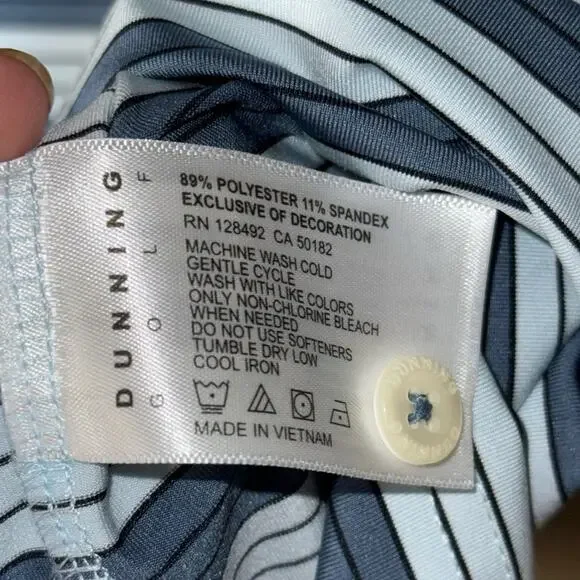 DUNNING
GOLF
89% POLYESTER 11% SPANDEX
EXCLUSIVE OF DECORATION
RN 128492 CA 50182
MACHINE WASH COLD
GENTLE CYCLE
WASH WITH LIKE COLORS
ONLY NON-CHLORINE BLEACH
WHEN NEEDED
DO NOT USE SOFTENERS
TUMBLE DRY LOW
COOL IRON
MADE IN VIETNAM
DUNNING